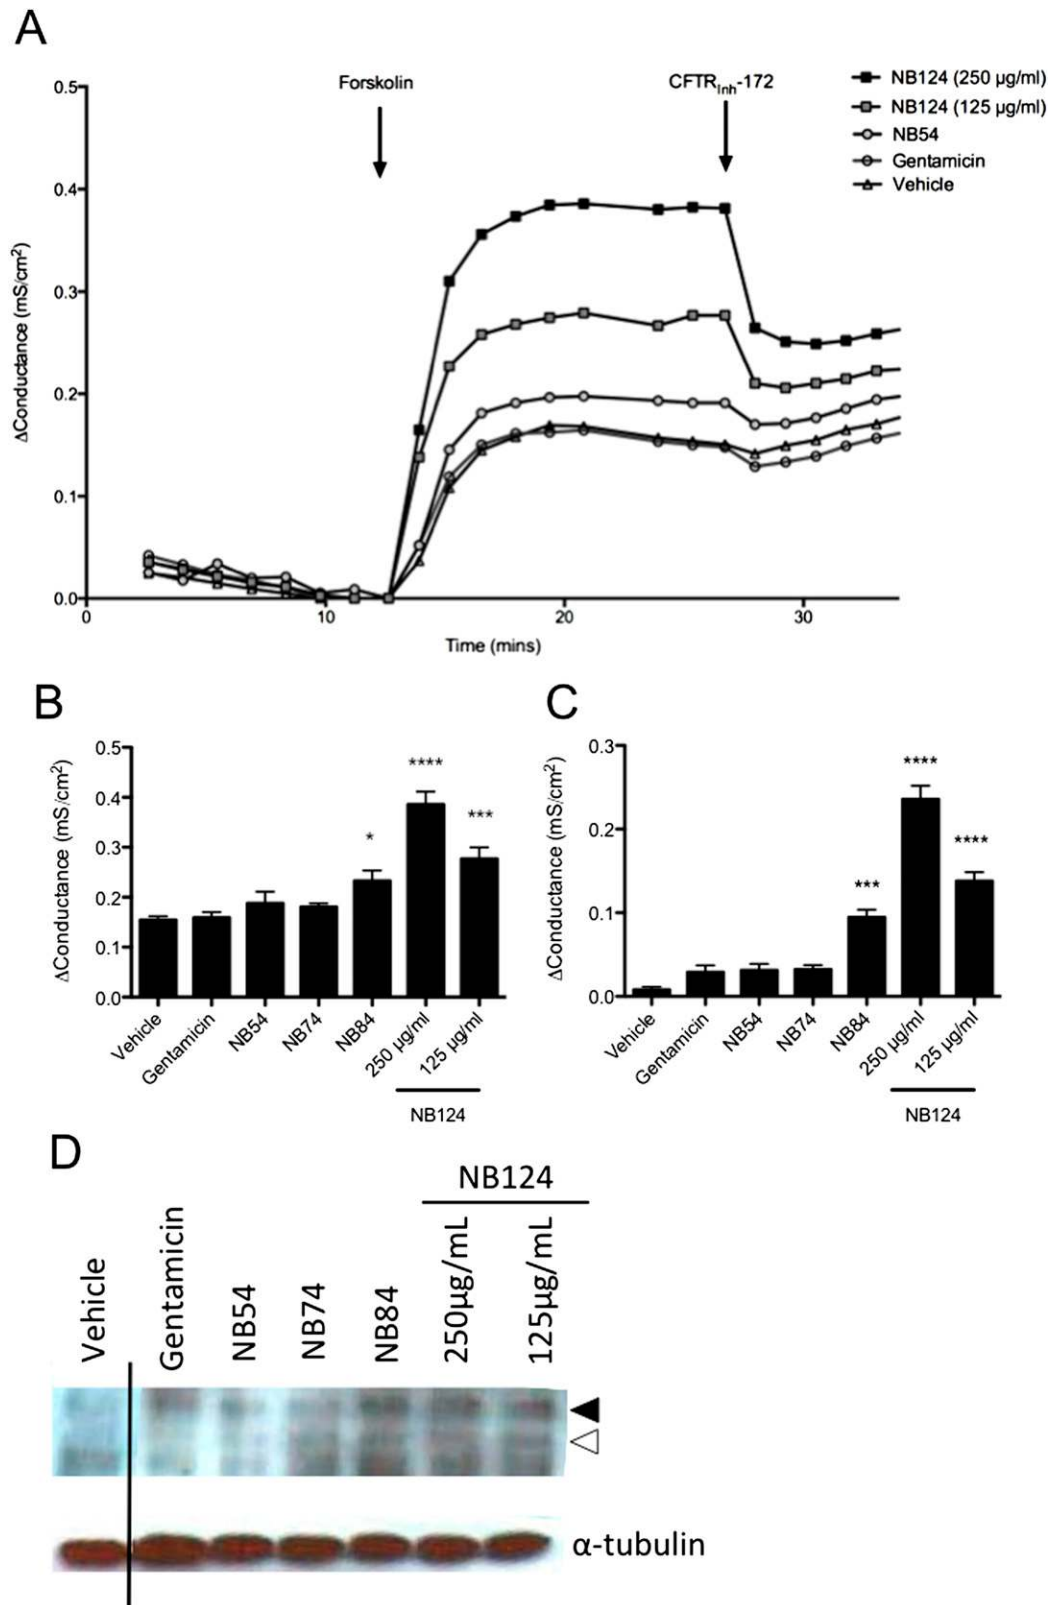 A
Forskolin
CFTRInh-172
NB124 (250 µg/ml)
NB124 (125 µg/ml)
NB54
Gentamicin
Vehicle
0.5
0.4
0.3
0.2
0.1
0.0
ΔConductance (mS/cm²)
0
10
20
30
Time (mins)
B
ΔConductance (mS/cm²)
0.5
0.4
0.3
0.2
0.1
0.0
*
****
***
Vehicle
Gentamicin
NB54
NB74
NB84
250 µg/ml
125 µg/ml
NB124
C
ΔConductance (mS/cm²)
0.3
0.2
0.1
0.0
***
****
****
Vehicle
Gentamicin
NB54
NB74
NB84
250 µg/ml
125 µg/ml
NB124
D
NB124
Vehicle
Gentamicin
NB54
NB74
NB84
250µg/mL
125µg/mL
α-tubulin